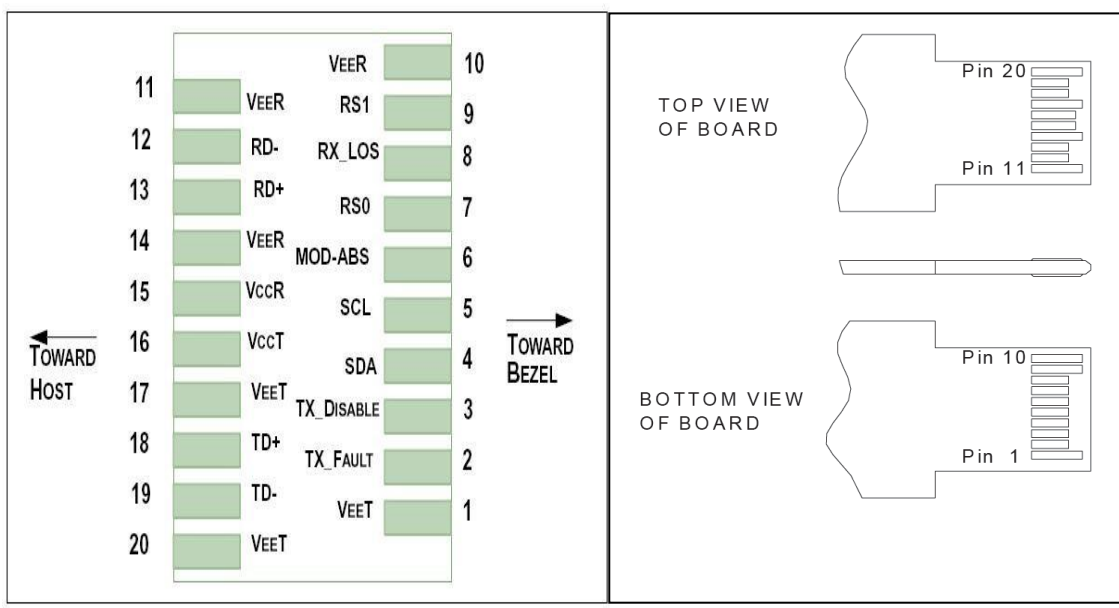 VEER 10
11 VEER
RS1 9
12 RD-
RX_LOS 8
13 RD+
RS0 7
14 VEER
MOD-ABS 6
15 VCCR
SCL 5
16 VCCT
SDA 4
17 VEET
TX_DISABLE 3
18 TD+
TX_FAULT 2
19 TD-
VEET 1
20 VEET
TOWARD
HOST
TOWARD
BEZEL
TOP VIEW
OF BOARD
Pin 20
Pin 11
BOTTOM VIEW
OF BOARD
Pin 10
Pin 1